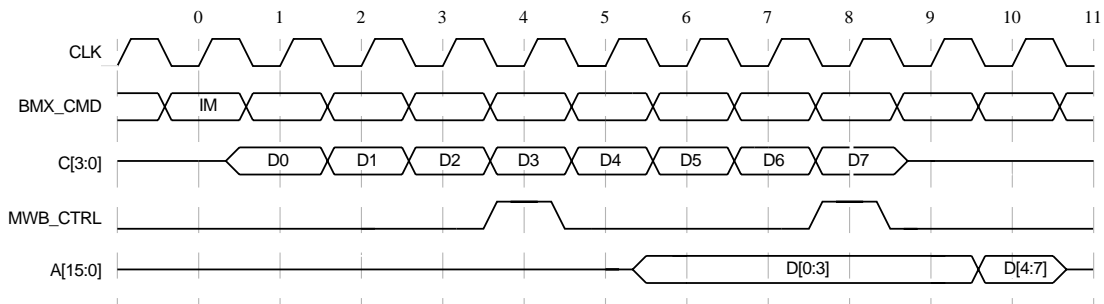 0 1 2 3 4 5 6 7 8 9 10 11
CLK
BMX_CMD IM
C[3:0] D0 D1 D2 D3 D4 D5 D6 D7
MWB_CTRL
A[15:0] D[0:3] D[4:7]